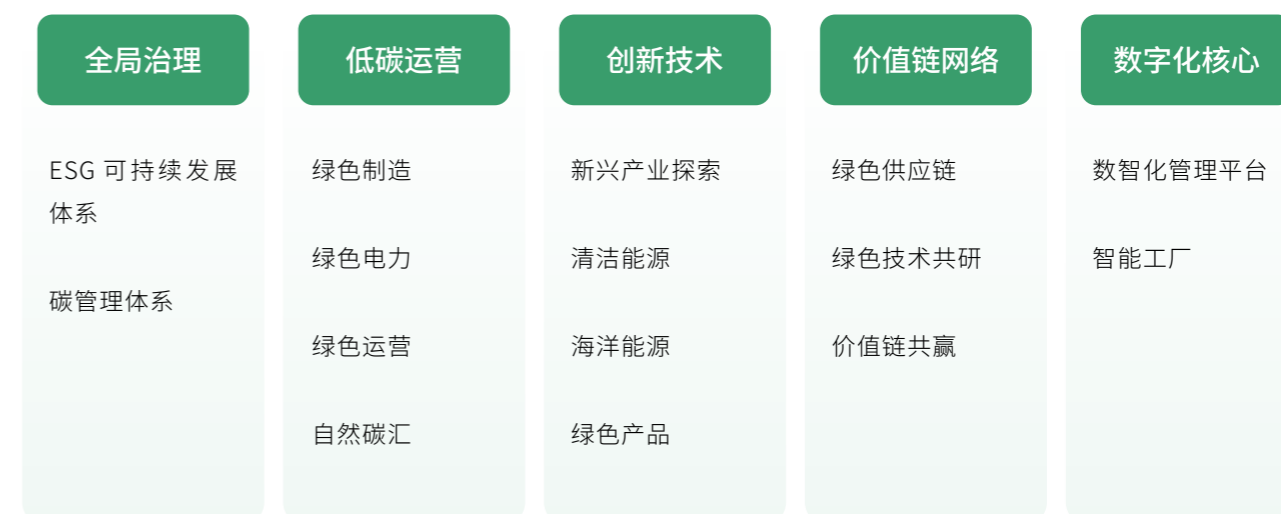 全局治理
ESG 可持续发展
体系
碳管理体系
低碳运营
绿色制造
绿色电力
绿色运营
自然碳汇
创新技术
新兴产业探索
清洁能源
海洋能源
绿色产品
价值链网络
绿色供应链
绿色技术共研
价值链共赢
数字化核心
数智化管理平台
智能工厂